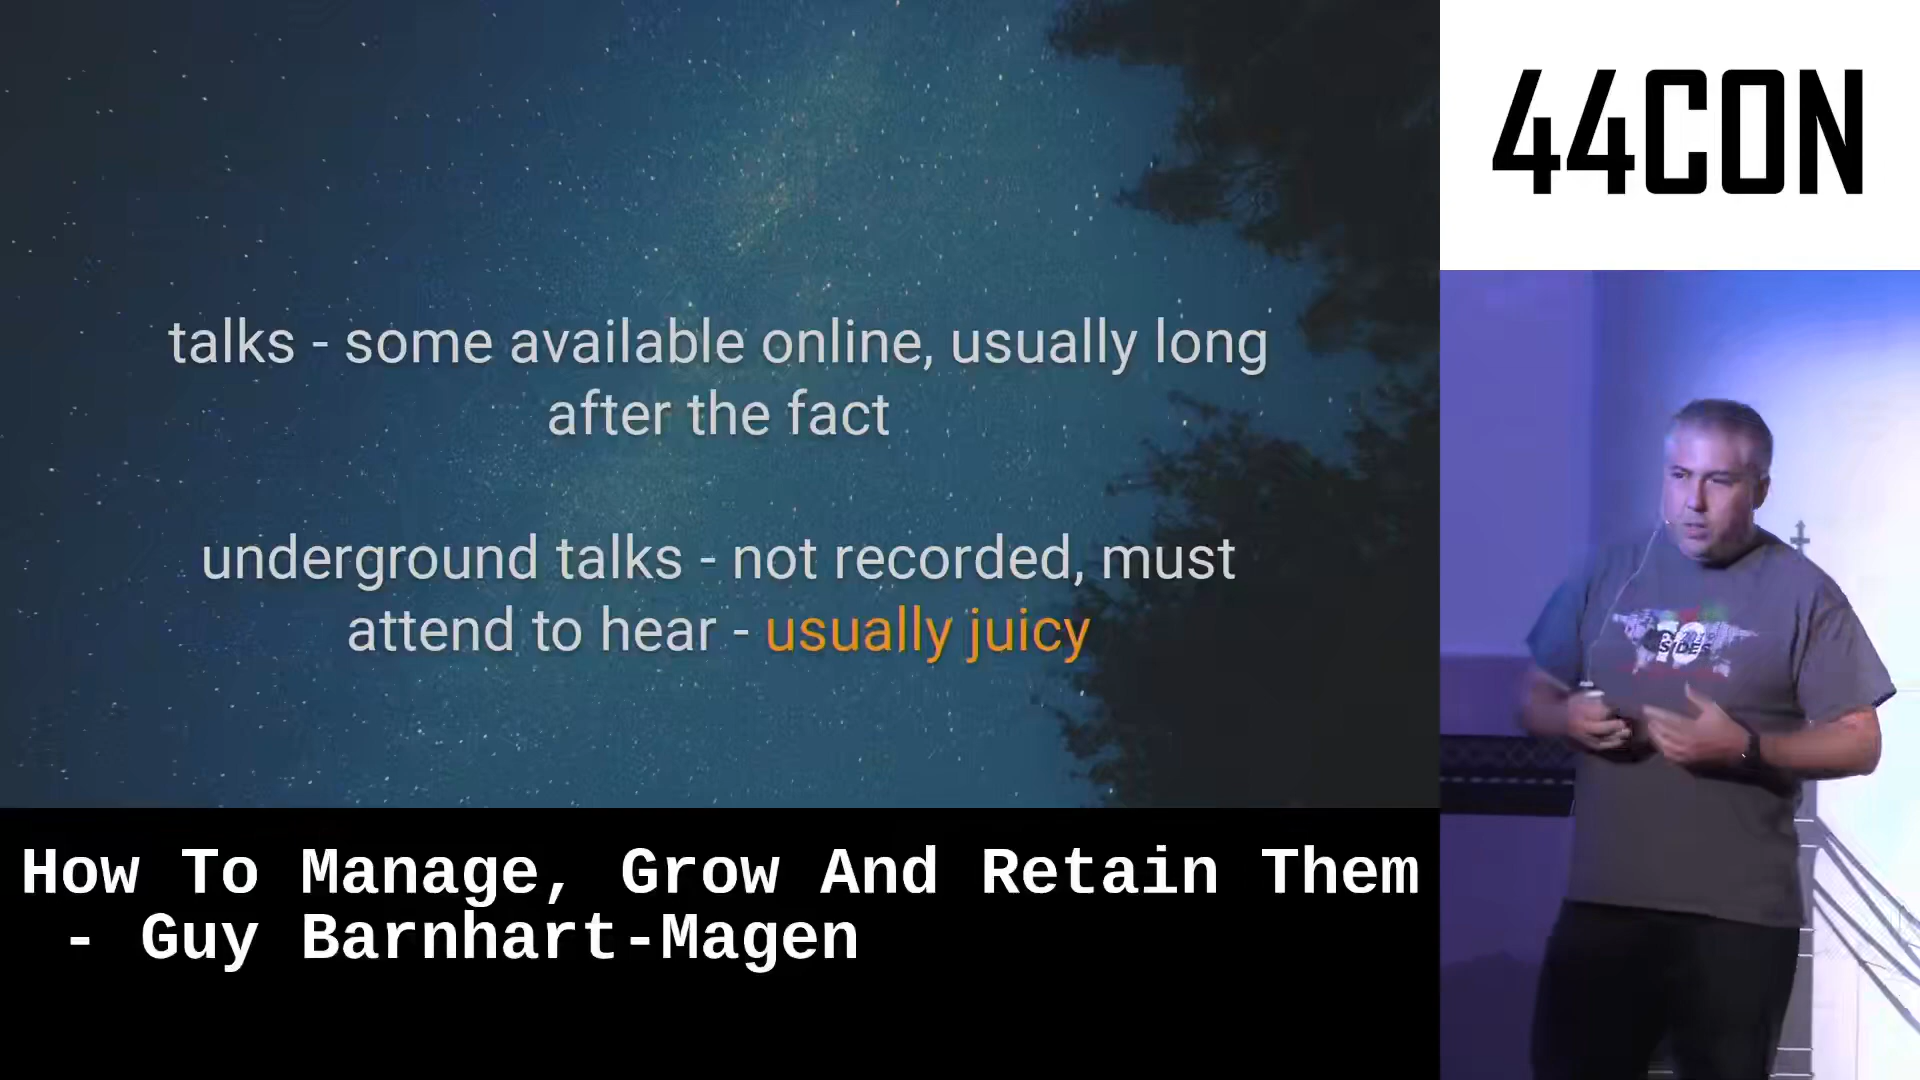 44CON
talks - some available online, usually long
after the fact
underground talks - not recorded, must
attend to hear - usually juicy
SIDES
How To Manage, Grow And Retain Them
- Guy Barnhart-Magen